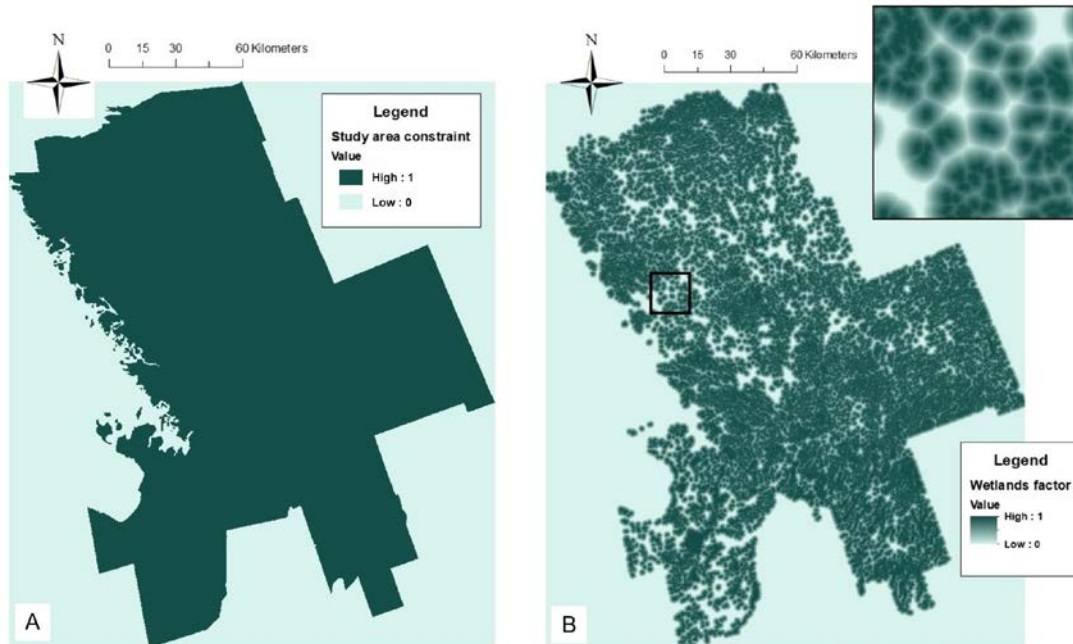 N
0 15 30 60 Kilometers
Legend
Study area constraint
Value
High : 1
Low : 0
A
N
0 15 30 60 Kilometers
Legend
Wetlands factor
Value
High : 1
Low : 0
B